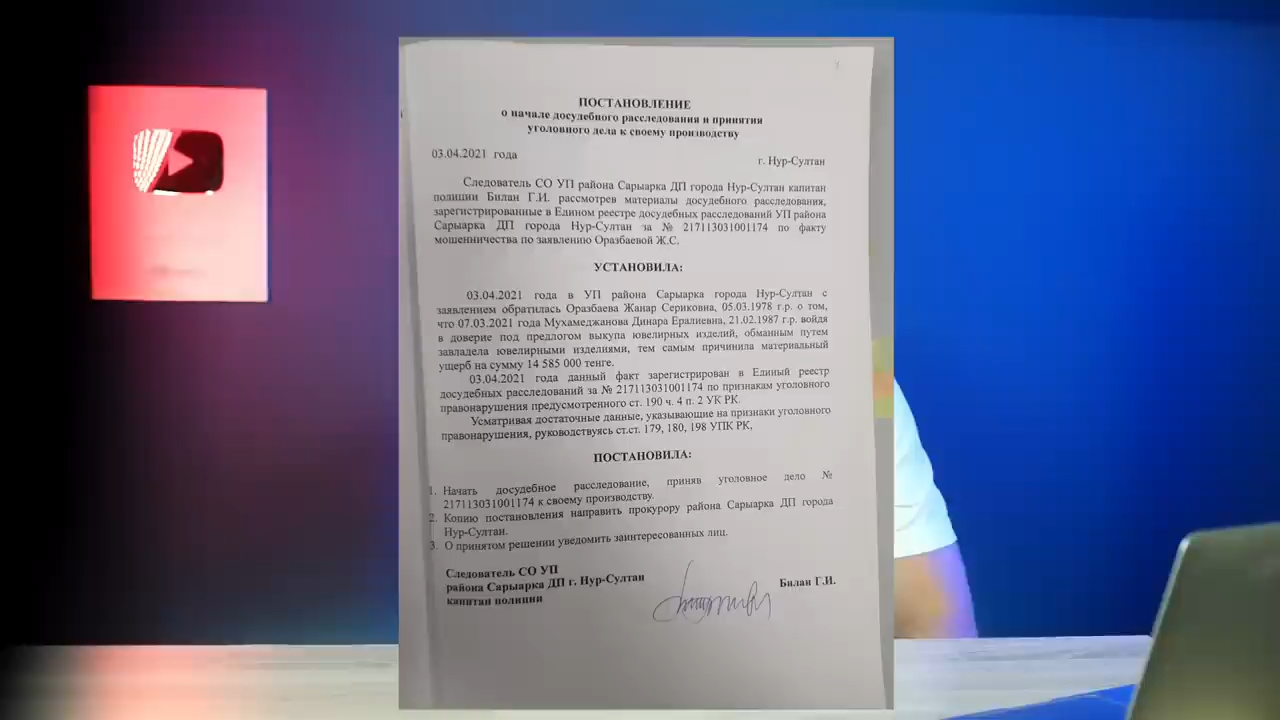 ПОСТАНОВЛЕНИЕ
о начале досудебного расследования и принятия
уголовного дела к своему производству
03.04.2021 года
г. Нур-Султан
Следователь СО УП района Сарыарка ДП города Нур-Султан капитан
полиции Билан Г.И. рассмотрев материалы досудебного расследования,
зарегистрированные в Едином реестре досудебных расследований УП района
Сарыарка ДП города Нур-Султан за № 217113031001174 по факту
мошенничества по заявлению Оразбаевой Ж.С.
УСТАНОВИЛА:
03.04.2021 года в УП района Сарыарка города Нур-Султан с
заявлением обратилась Оразбаева Жанар Сериковна, 05.03.1978 г.р. о том,
что 07.03.2021 года Мухамеджанова Динара Ералиевна, 21.02.1987 г.р. войдя
в доверие под предлогом выкупа ювелирных изделий, обманным путем
завладела ювелирными изделиями, тем самым причинила материальный
ущерб на сумму 14 585 000 тенге.
03.04.2021 года данный факт зарегистрирован в Единый реестр
досудебных расследований за № 217113031001174 по признакам уголовного
правонарушения предусмотренного ст. 190 ч. 4 п. 2 УК РК.
Усматривая достаточные данные, указывающие на признаки уголовного
правонарушения, руководствуясь ст.ст. 179, 180, 198 УПК РК,
ПОСТАНОВИЛА:
1. Начать досудебное расследование, приняв уголовное дело №
217113031001174 к своему производству.
2. Копию постановления направить прокурору района Сарыарка ДП города
Нур-Султан.
3. О принятом решении уведомить заинтересованных лиц.
Следователь СО УП
района Сарыарка ДП г. Нур-Султан
капитан полиции
Билан Г.И.